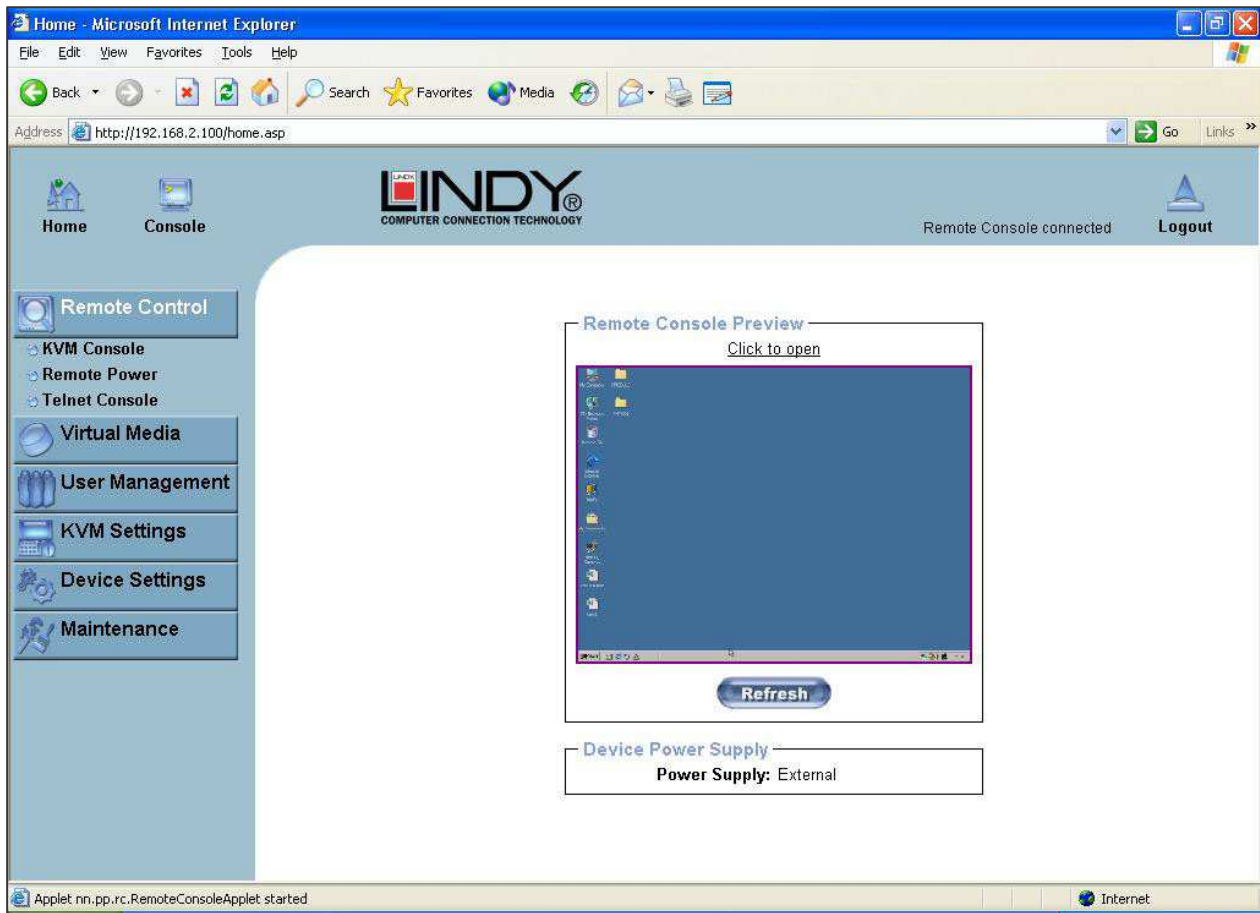 Home - Microsoft Internet Explorer
File Edit View Favorites Tools Help
Back Search Favorites Media
Address http://192.168.2.100/home.asp Go Links »
Home Console
LINDY®
COMPUTER CONNECTION TECHNOLOGY
Remote Console connected Logout
Remote Control
KVM Console
Remote Power
Telnet Console
Virtual Media
User Management
KVM Settings
Device Settings
Maintenance
Remote Console Preview
Click to open
Refresh
Device Power Supply
Power Supply: External
Applet nn.pp.rc.RemoteConsoleApplet started Internet